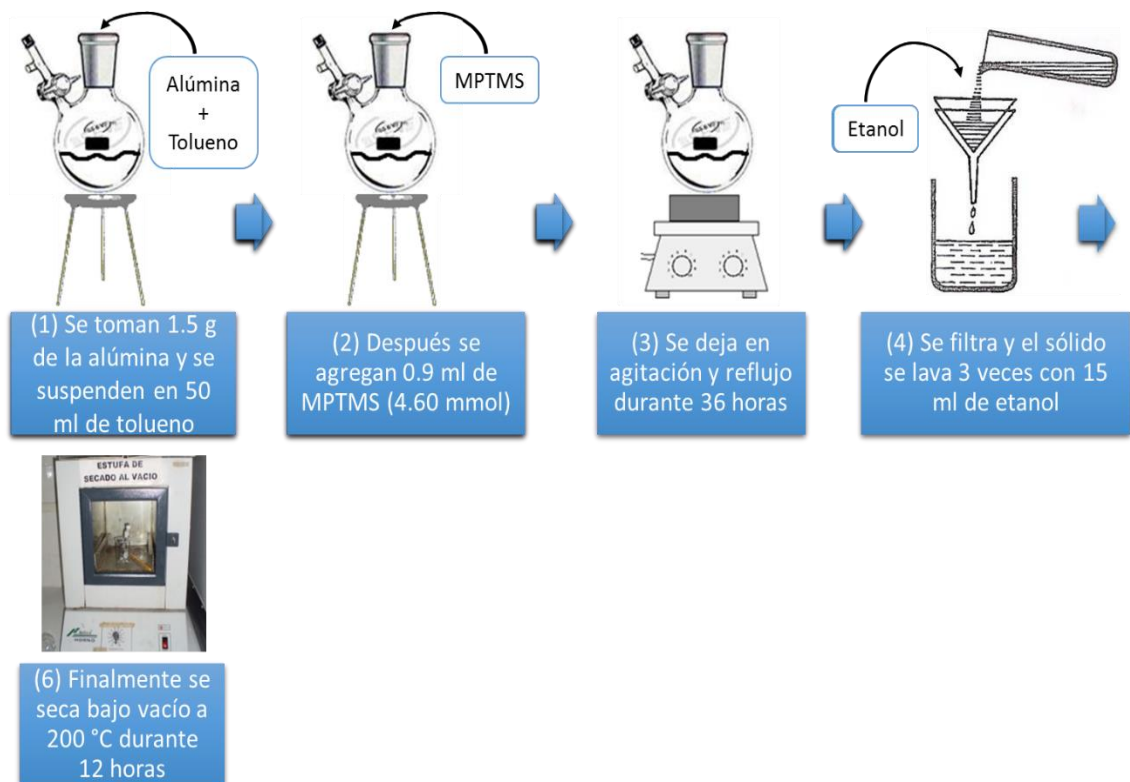 Alúmina
+
Tolueno
MPTMS
Etanol
(1) Se toman 1.5 g
de la alúmina y se
suspenden en 50
ml de tolueno
(2) Después se
agregan 0.9 ml de
MPTMS (4.60 mmol)
(3) Se deja en
agitación y reflujo
durante 36 horas
(4) Se filtra y el sólido
se lava 3 veces con 15
ml de etanol
ESTUFA DE
SECADO AL VACIO
(6) Finalmente se
seca bajo vacío a
200 °C durante
12 horas